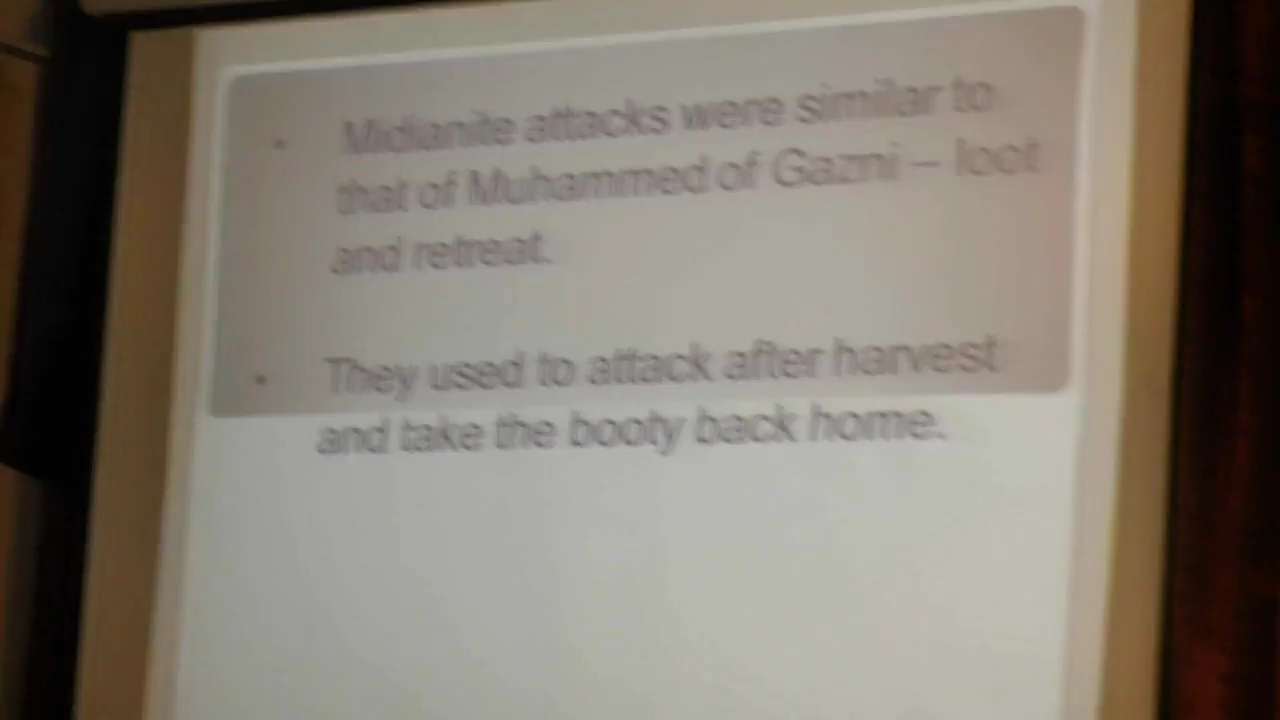 • Midianite attacks were similar to
that of Muhammed of Gazni – loot
and retreat.
• They used to attack after harvest
and take the booty back home.